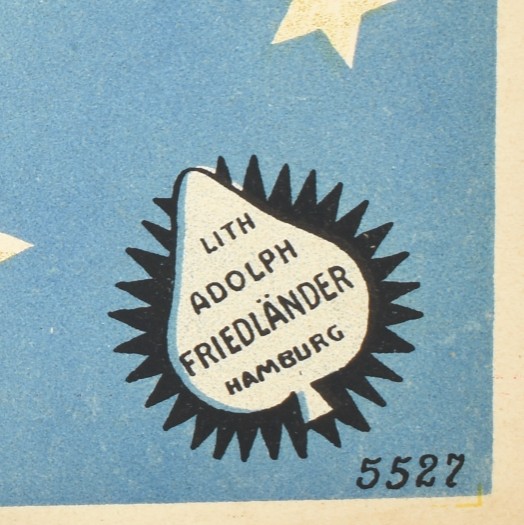 LITH
ADOLPH
FRIEDLÄNDER
HAMBURG
5527